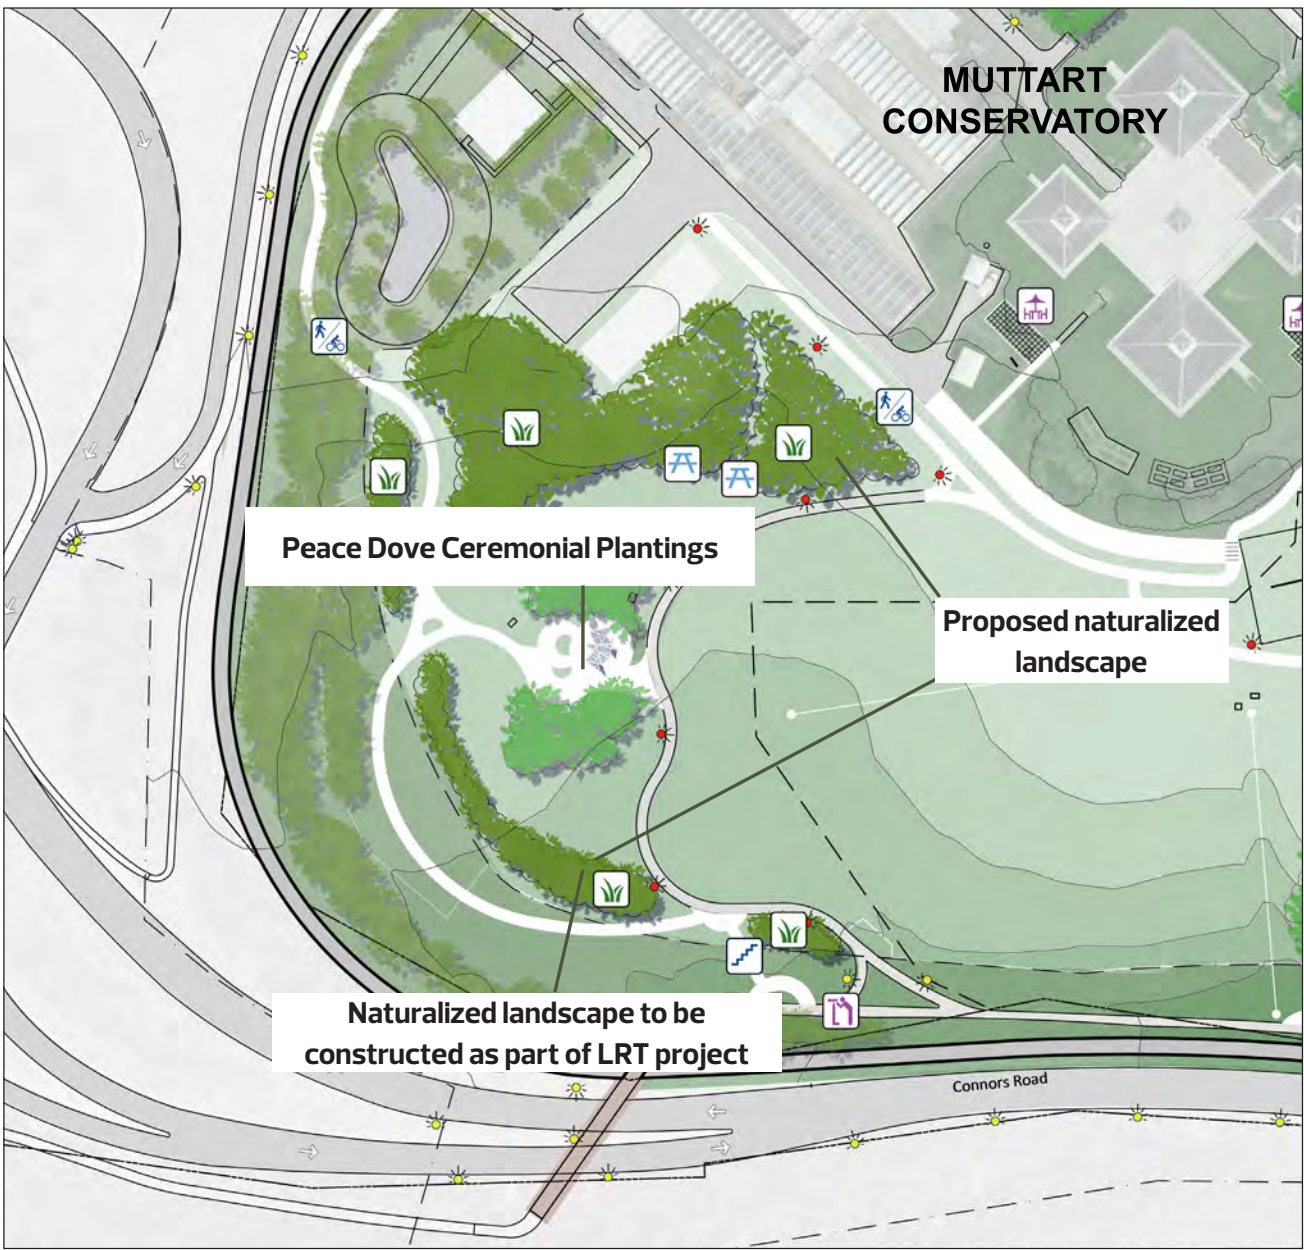 MUTTART
CONSERVATORY
Peace Dove Ceremonial Plantings
Proposed naturalized
landscape
Naturalized landscape to be
constructed as part of LRT project
Connors Road